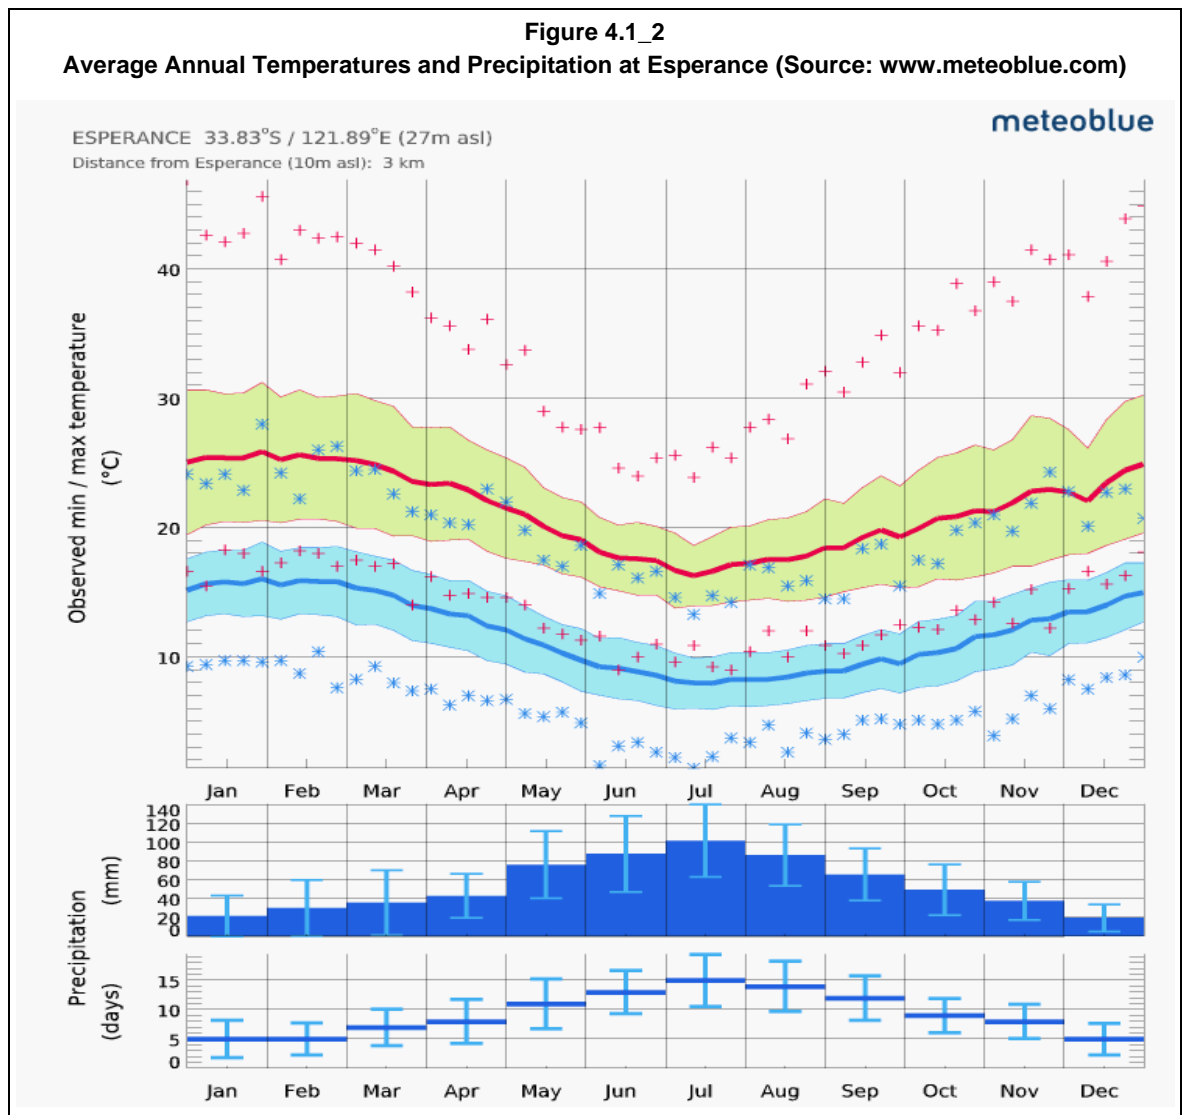 Figure 4.1_2
Average Annual Temperatures and Precipitation at Esperance (Source: www.meteoblue.com)
meteoblue
ESPERANCE 33.83°S / 121.89°E (27m asl)
Distance from Esperance (10m asl): 3 km
Observed min / max temperature
(°C)
40
30
20
10
Jan Feb Mar Apr May Jun Jul Aug Sep Oct Nov Dec
Precipitation
(mm)
140
120
100
80
60
40
20
0
(days)
15
10
5
0
Jan Feb Mar Apr May Jun Jul Aug Sep Oct Nov Dec